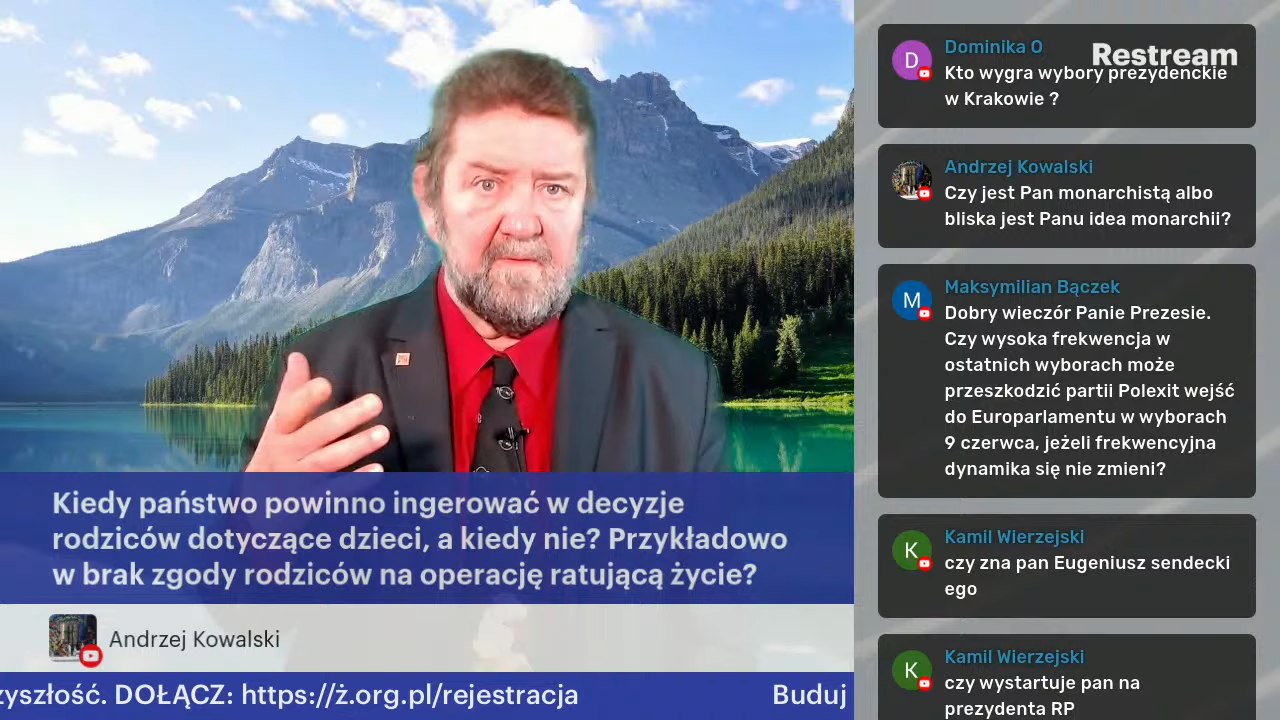 Kiedy państwo powinno ingerować w decyzje
rodziców dotyczące dzieci, a kiedy nie? Przykładowo
w brak zgody rodziców na operację ratującą życie?
Andrzej Kowalski
zyszłość. DOŁĄCZ: https://ż.org.pl/rejestracja
Buduj
Restream
D
Dominika O
Kto wygra wybory prezydenckie
w Krakowie ?
Andrzej Kowalski
Czy jest Pan monarchistą albo
bliska jest Panu idea monarchii?
M
Maksymilian Bączek
Dobry wieczór Panie Prezesie.
Czy wysoka frekwencja w
ostatnich wyborach może
przeszkodzić partii Polexit wejść
do Europarlamentu w wyborach
9 czerwca, jeżeli frekwencyjna
dynamika się nie zmieni?
K
Kamil Wierzejski
czy zna pan Eugeniusz sendecki
ego
K
Kamil Wierzejski
czy wystartuje pan na
prezydenta RP